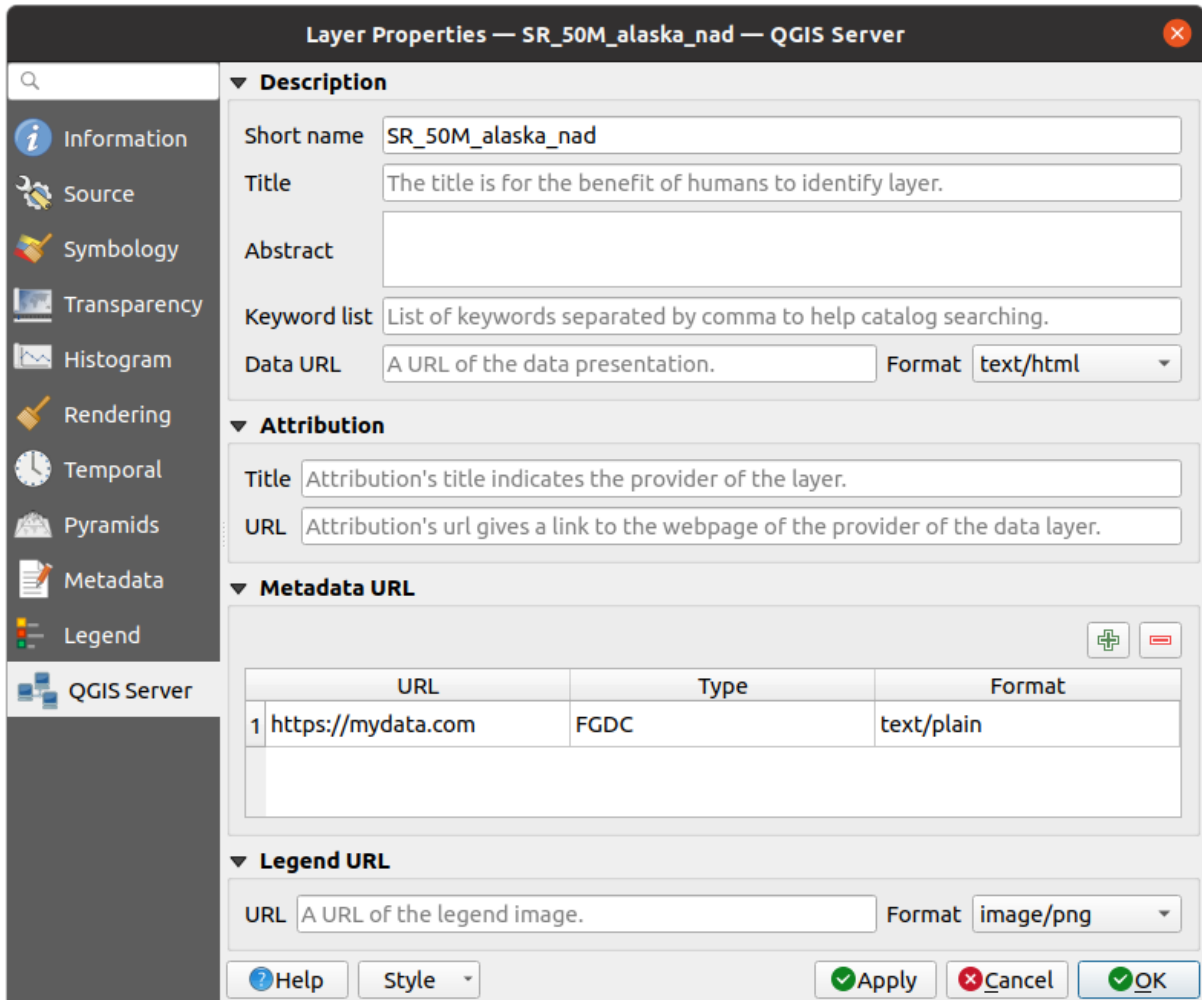 Layer Properties — SR_50M_alaska_nad — QGIS Server
Information
Source
Symbology
Transparency
Histogram
Rendering
Temporal
Pyramids
Metadata
Legend
QGIS Server
Description
Short name SR_50M_alaska_nad
Title The title is for the benefit of humans to identify layer.
Abstract
Keyword list List of keywords separated by comma to help catalog searching.
Data URL A URL of the data presentation. Format text/html
Attribution
Title Attribution's title indicates the provider of the layer.
URL Attribution's url gives a link to the webpage of the provider of the data layer.
Metadata URL
URL Type Format
1 https://mydata.com FGDC text/plain
Legend URL
URL A URL of the legend image. Format image/png
Help Style Apply Cancel OK